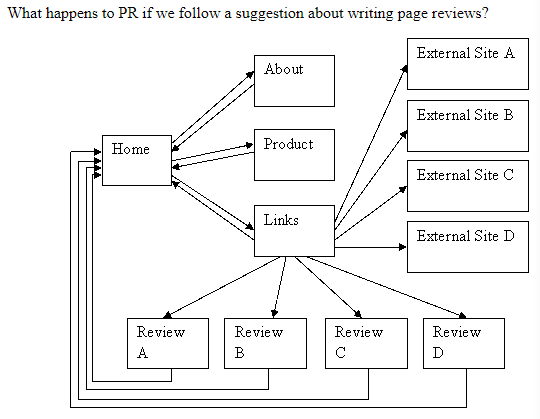 What happens to PR if we follow a suggestion about writing page reviews?
External Site A
About
External Site B
Home
Product
External Site C
Links
External Site D
Review
A
Review
B
Review
C
Review
D